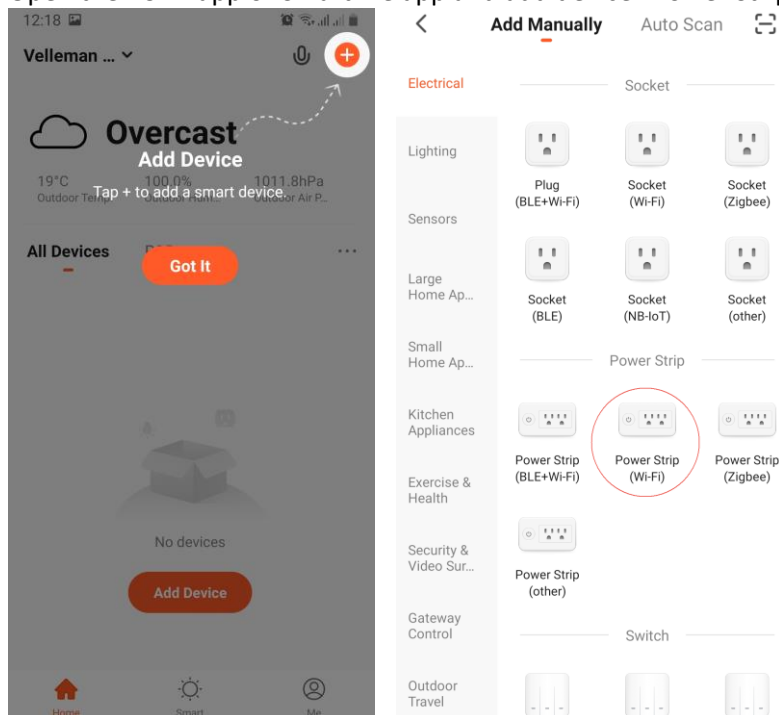 12:18
Velleman ...
Overcast
Add Device
19°C
100.0%
1011.8hPa
Outdoor Temp.
Outdoor Hum...
Outdoor Air P...
Tap + to add a smart device.
All Devices
Got It
No devices
Add Device
Home
Smart
Me
Add Manually
Auto Scan
Electrical
Lighting
Sensors
Large
Home Ap...
Small
Home Ap...
Kitchen
Appliances
Exercise &
Health
Security &
Video Sur...
Gateway
Control
Outdoor
Travel
Socket
Plug
(BLE+Wi-Fi)
Socket
(Wi-Fi)
Socket
(Zigbee)
Socket
(BLE)
Socket
(NB-IoT)
Socket
(other)
Power Strip
Power Strip
(BLE+Wi-Fi)
Power Strip
(Wi-Fi)
Power Strip
(Zigbee)
Power Strip
(other)
Switch